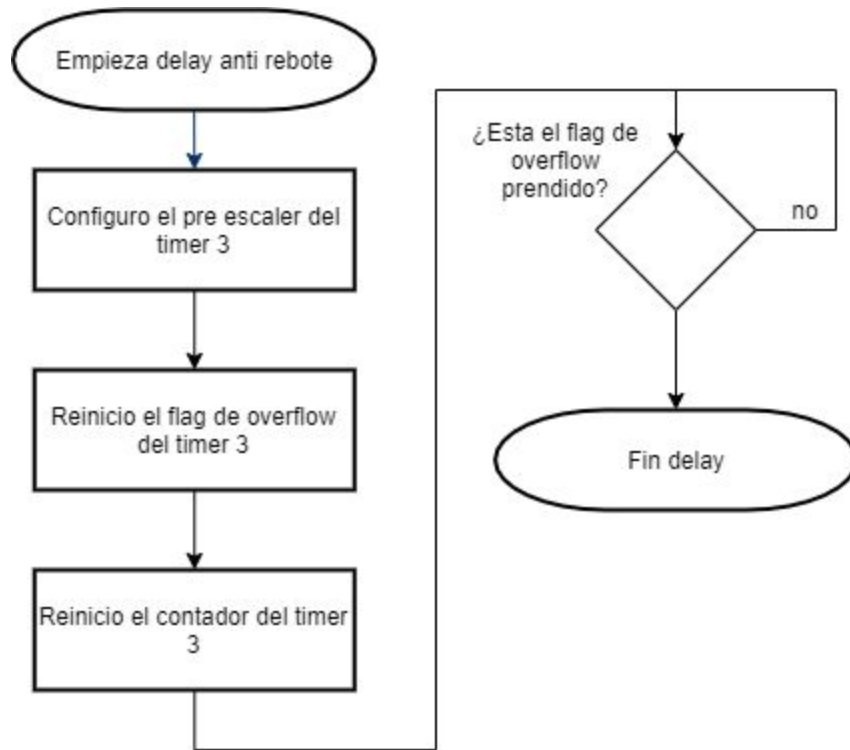 Empieza delay anti rebote
Configuro el pre escaler del
timer 3
Reinicio el flag de overflow
del timer 3
Reinicio el contador del timer
3
¿Esta el flag de
overflow
prendido?
no
Fin delay